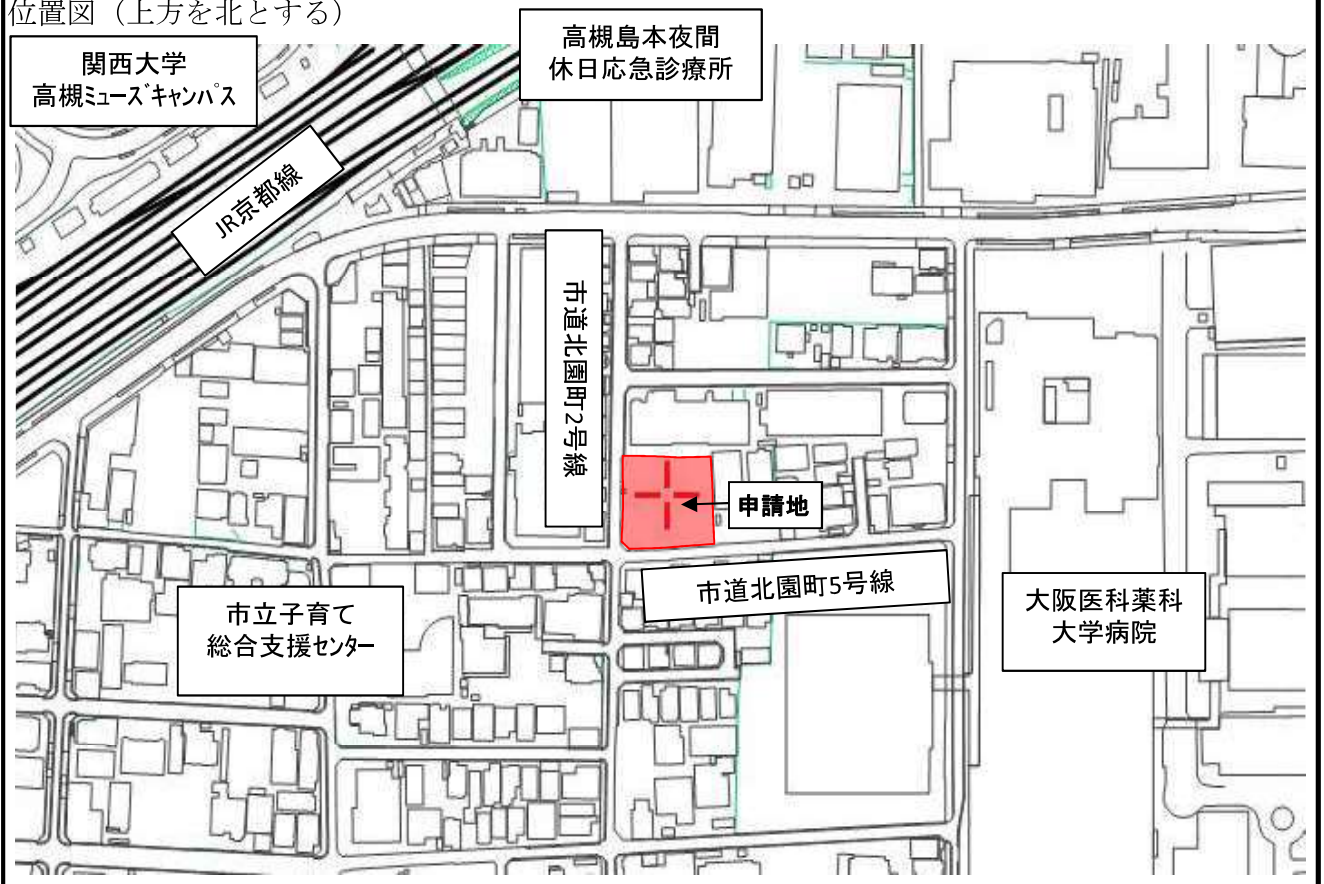 位置図（上方を北とする）
関西大学
高槻ミューズキャンパス
高槻島本夜間
休日応急診療所
JR京都線
市道北園町2号線
申請地
市道北園町5号線
市立子育て
総合支援センター
大阪医科薬科
大学病院